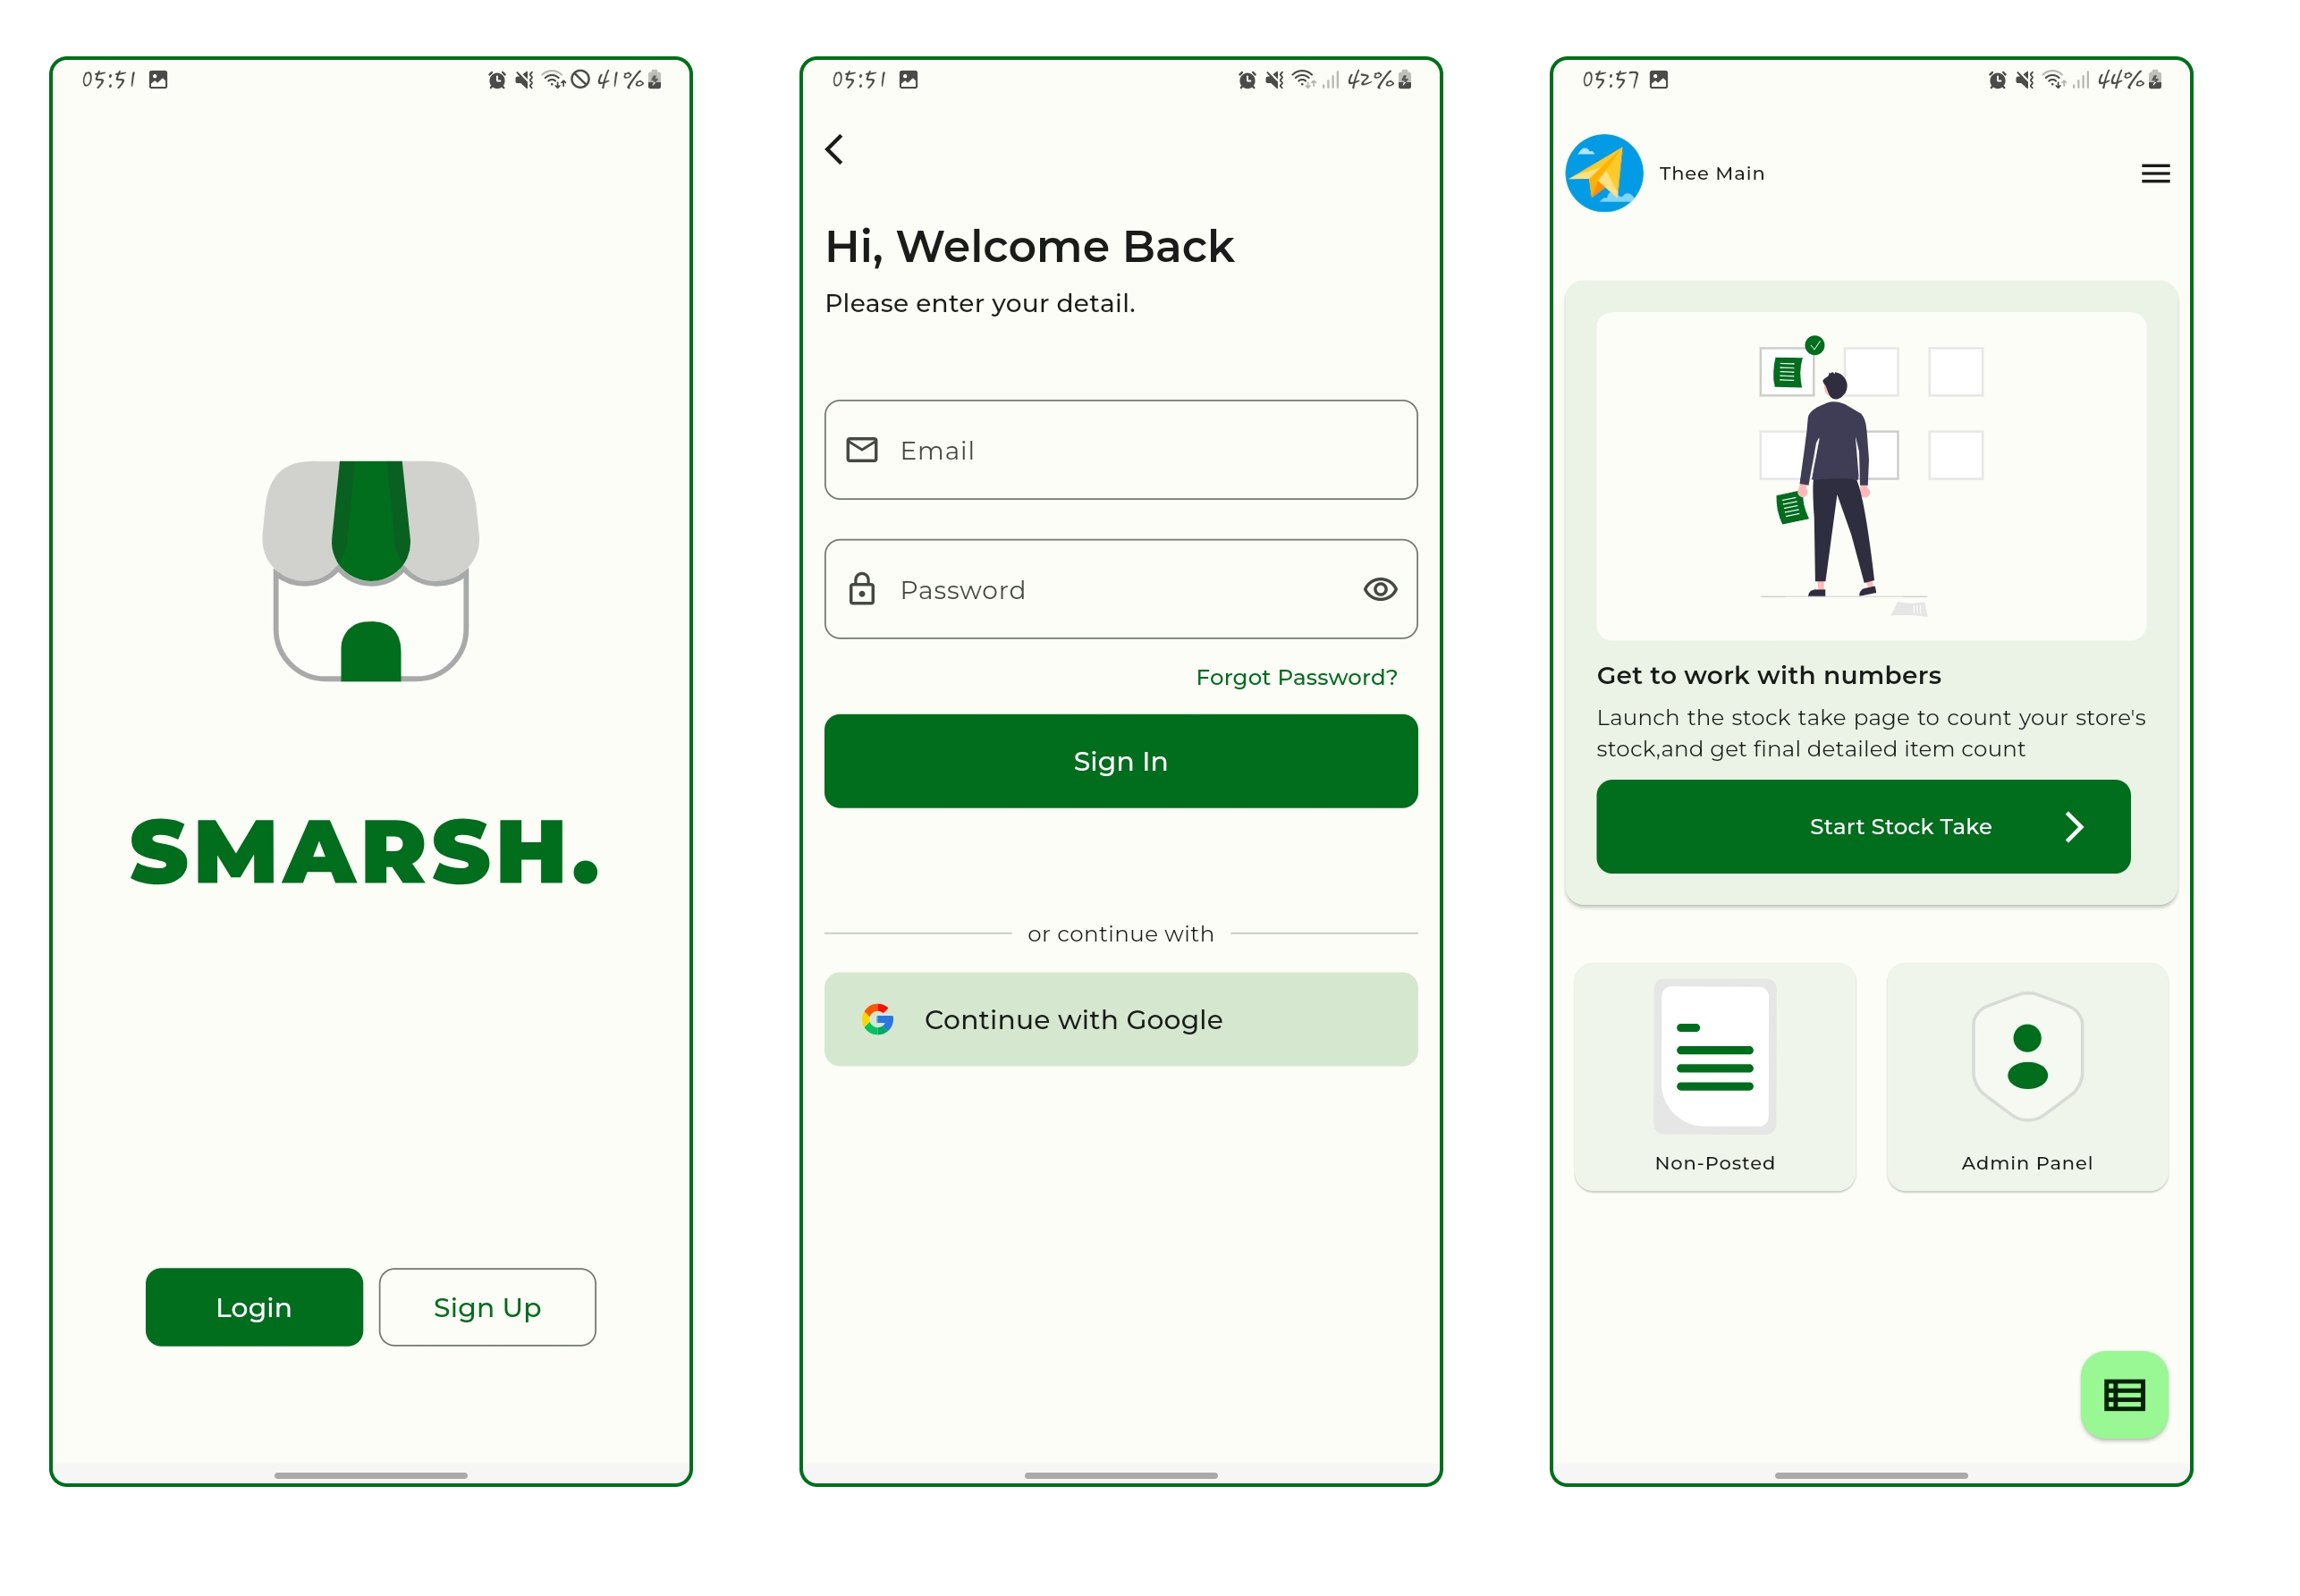 05:51
41%
SMARSH.
Login
Sign Up
05:51
42%
Hi, Welcome Back
Please enter your detail.
Email
Password
Forgot Password?
Sign In
or continue with
Continue with Google
05:57
44%
Thee Main
Get to work with numbers
Launch the stock take page to count your store's
stock,and get final detailed item count
Start Stock Take
Non-Posted
Admin Panel